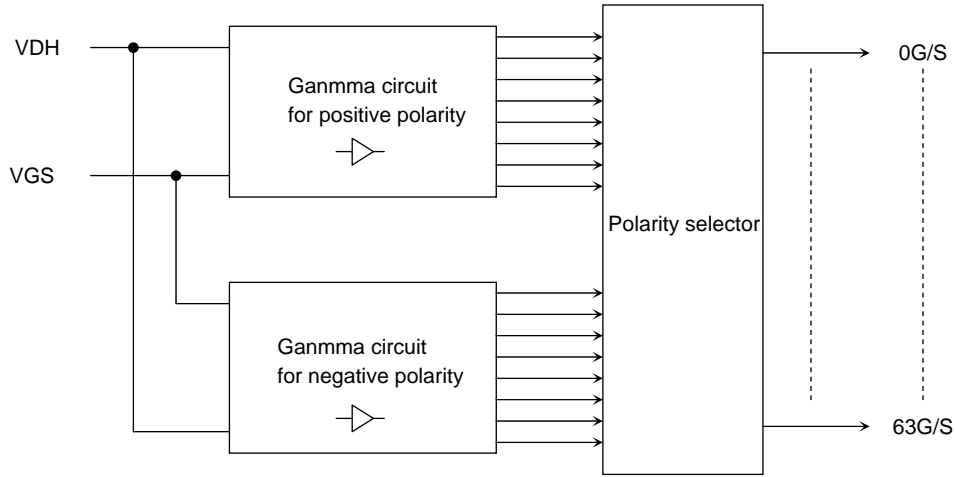 VDH
VGS
Ganmma circuit
for positive polarity
Ganmma circuit
for negative polarity
Polarity selector
0G/S
63G/S